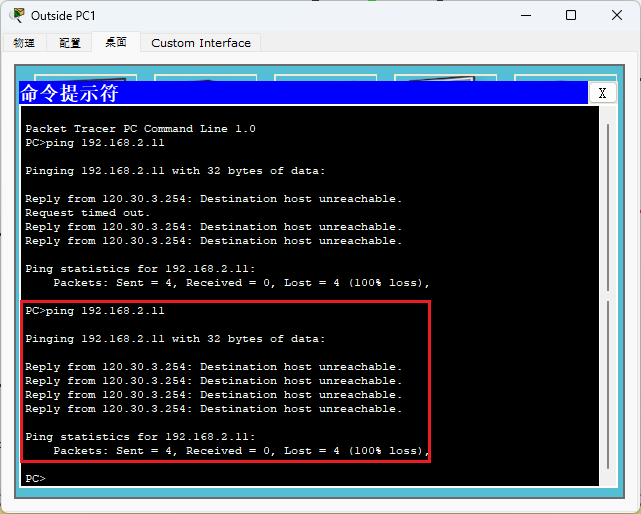 Outside PC1
物理 配置 桌面 Custom Interface
命令提示符 X
Packet Tracer PC Command Line 1.0
PC>ping 192.168.2.11
Pinging 192.168.2.11 with 32 bytes of data:
Reply from 120.30.3.254: Destination host unreachable.
Request timed out.
Reply from 120.30.3.254: Destination host unreachable.
Reply from 120.30.3.254: Destination host unreachable.
Ping statistics for 192.168.2.11:
    Packets: Sent = 4, Received = 0, Lost = 4 (100% loss),
PC>ping 192.168.2.11
Pinging 192.168.2.11 with 32 bytes of data:
Reply from 120.30.3.254: Destination host unreachable.
Reply from 120.30.3.254: Destination host unreachable.
Reply from 120.30.3.254: Destination host unreachable.
Reply from 120.30.3.254: Destination host unreachable.
Ping statistics for 192.168.2.11:
    Packets: Sent = 4, Received = 0, Lost = 4 (100% loss),
PC>